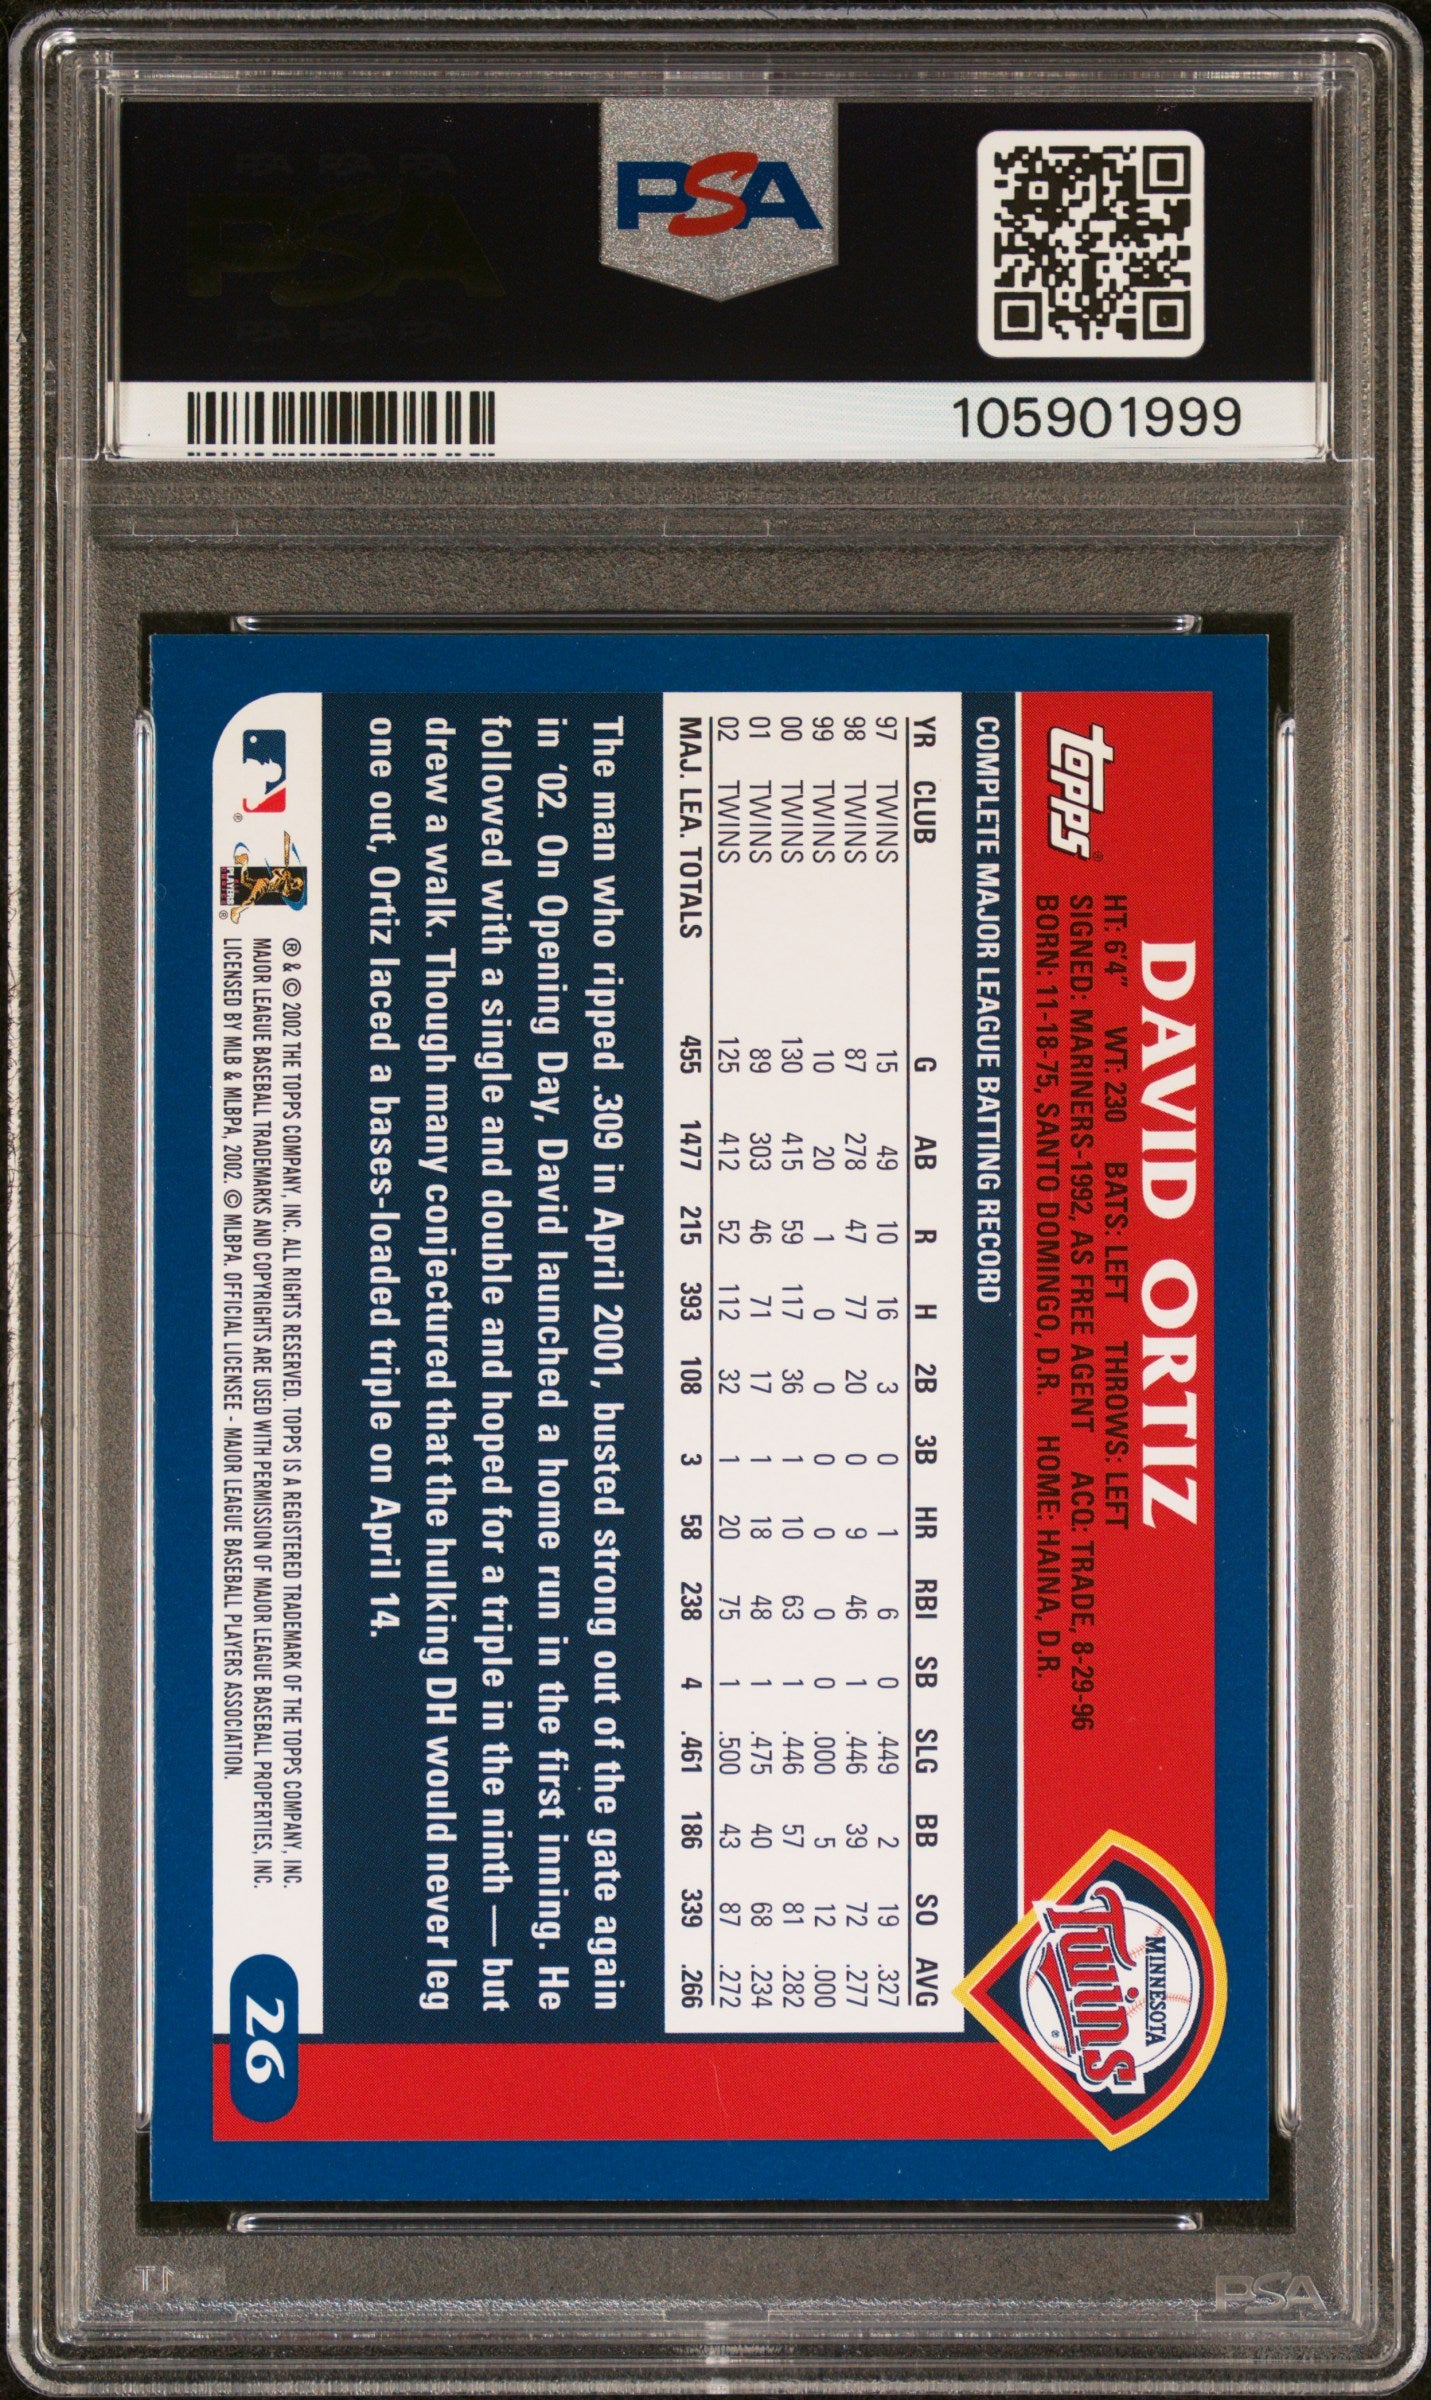 PSA
105901999
topps
DAVID ORTIZ
HT: 6'4" WT: 230 BATS: LEFT THROWS: LEFT
SIGNED: MARINERS-1992, AS FREE AGENT ACQ: TRADE, 8-29-96
BORN: 11-18-75, SANTO DOMINGO, D.R. HOME: HAINA, D.R.
MINNESOTA
Twins
COMPLETE MAJOR LEAGUE BATTING RECORD
YR CLUB G AB R H 2B 3B HR RBI SB SLG BB SO AVG
97 TWINS 15 49 10 16 3 0 1 6 0 .449 2 19 .327
98 TWINS 87 278 47 77 20 0 9 46 1 .446 39 72 .277
99 TWINS 10 20 1 0 0 0 0 0 0 .000 5 12 .000
00 TWINS 130 415 59 117 36 1 10 63 1 .446 57 81 .282
01 TWINS 89 303 46 71 17 1 18 48 1 .475 40 68 .234
02 TWINS 125 412 52 112 32 1 20 75 1 .500 43 87 .272
MAJ. LEA. TOTALS 455 1477 215 393 108 3 58 238 4 .461 186 339 .266
The man who ripped .309 in April 2001, busted strong out of the gate again
in '02. On Opening Day, David launched a home run in the first inning. He
followed with a single and double and hoped for a triple in the ninth — but
drew a walk. Though many conjectured that the hulking DH would never leg
one out, Ortiz laced a bases-loaded triple on April 14.
® & © 2002 THE TOPPS COMPANY, INC. ALL RIGHTS RESERVED. TOPPS IS A REGISTERED TRADEMARK OF THE TOPPS COMPANY, INC.
MAJOR LEAGUE BASEBALL TRADEMARKS AND COPYRIGHTS ARE USED WITH PERMISSION OF MAJOR LEAGUE BASEBALL PROPERTIES, INC.
LICENSED BY MLB & MLBPA, 2002. © MLBPA. OFFICIAL LICENSEE - MAJOR LEAGUE BASEBALL PLAYERS ASSOCIATION.
26
PSA